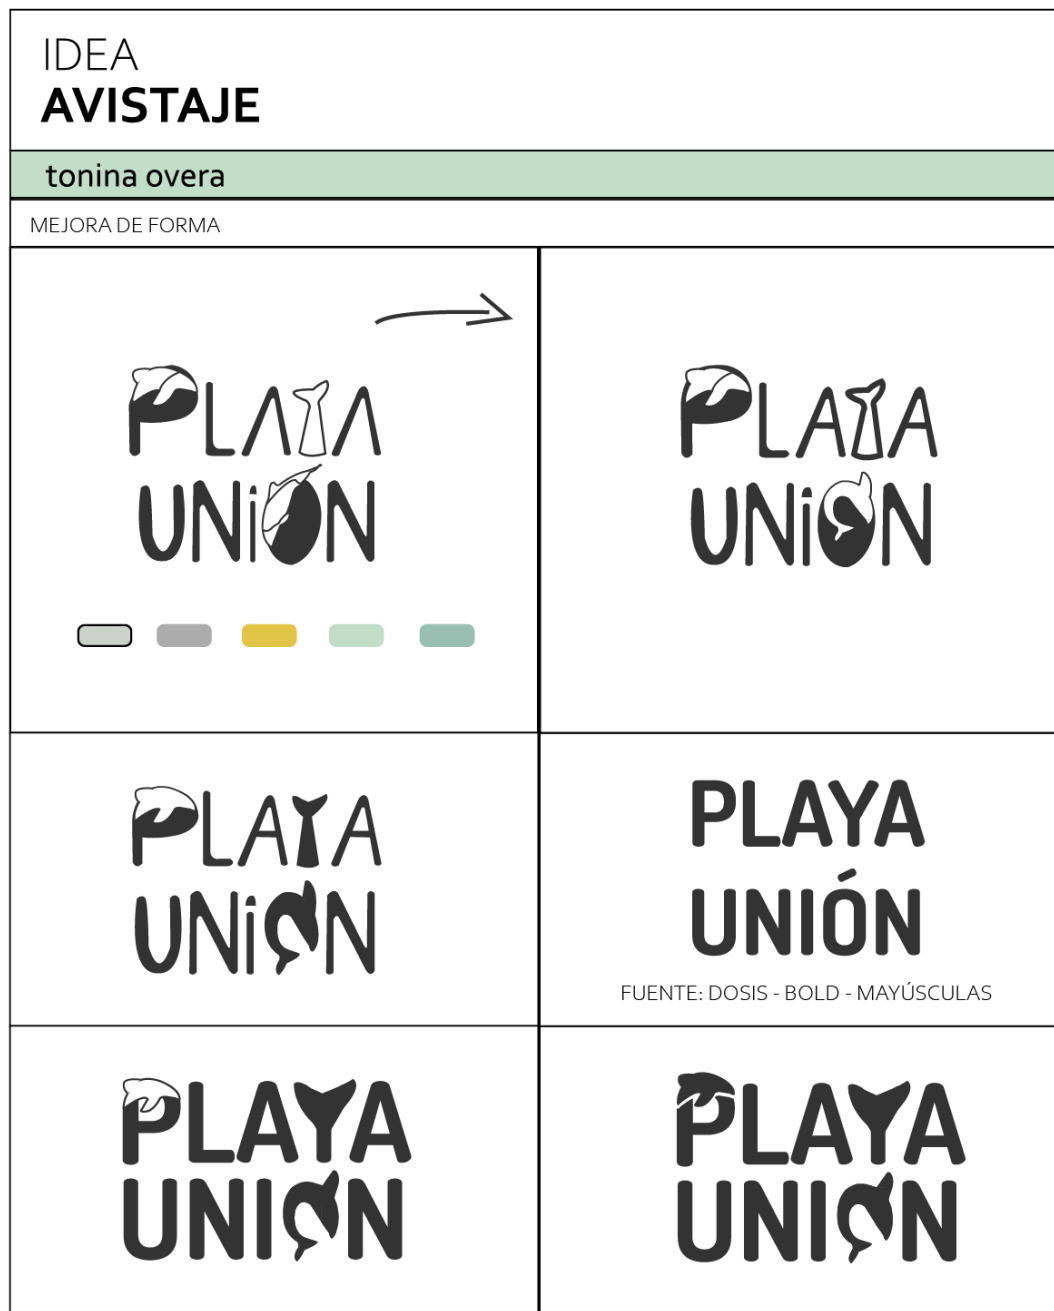 IDEA
AVISTAJE
tonina overa
MEJORA DE FORMA
PLAYA
UNiÓN
PLAYA
UNiON
PLAYA
UNiON
PLAYA
UNIÓN
FUENTE: DOSIS - BOLD - MAYÚSCULAS
PLAYA
UNION
PLAYA
UNION